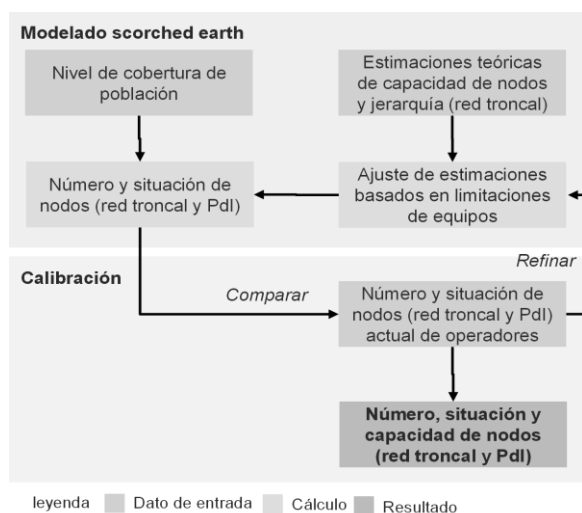 Modelado scorched earth
Nivel de cobertura de
población
Estimaciones teóricas
de capacidad de nodos
y jerarquía (red troncal)
Número y situación de
nodos (red troncal y PdI)
Ajuste de estimaciones
basados en limitaciones
de equipos
Refinar
Calibración
Comparar
Número y situación de
nodos (red troncal y PdI)
actual de operadores
Número, situación y
capacidad de nodos
(red troncal y PdI)
leyenda Dato de entrada Cálculo Resultado